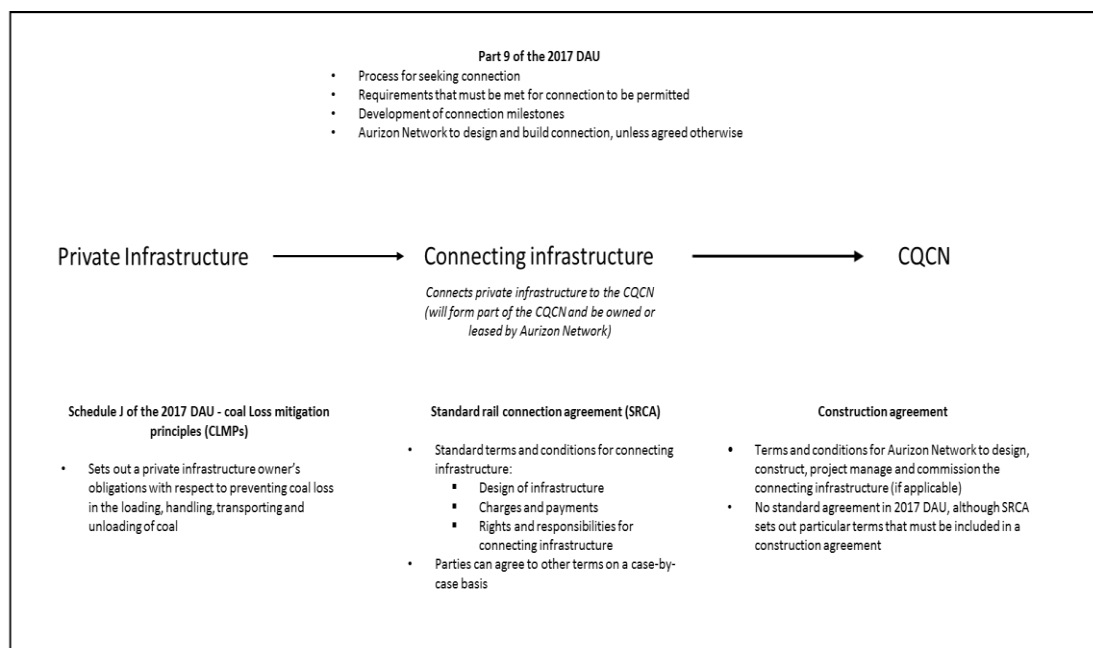 Part 9 of the 2017 DAU
• Process for seeking connection
• Requirements that must be met for connection to be permitted
• Development of connection milestones
• Aurizon Network to design and build connection, unless agreed otherwise
Private Infrastructure
Connecting infrastructure
CQCN
Connects private infrastructure to the CQCN
(will form part of the CQCN and be owned or
leased by Aurizon Network)
Schedule J of the 2017 DAU - coal Loss mitigation
principles (CLMPs)
• Sets out a private infrastructure owner's
obligations with respect to preventing coal loss
in the loading, handling, transporting and
unloading of coal
Standard rail connection agreement (SRCA)
• Standard terms and conditions for connecting
infrastructure:
▪ Design of infrastructure
▪ Charges and payments
▪ Rights and responsibilities for
connecting infrastructure
• Parties can agree to other terms on a case-by-
case basis
Construction agreement
▪ Terms and conditions for Aurizon Network to design,
construct, project manage and commission the
connecting infrastructure (if applicable)
• No standard agreement in 2017 DAU, although SRCA
sets out particular terms that must be included in a
construction agreement